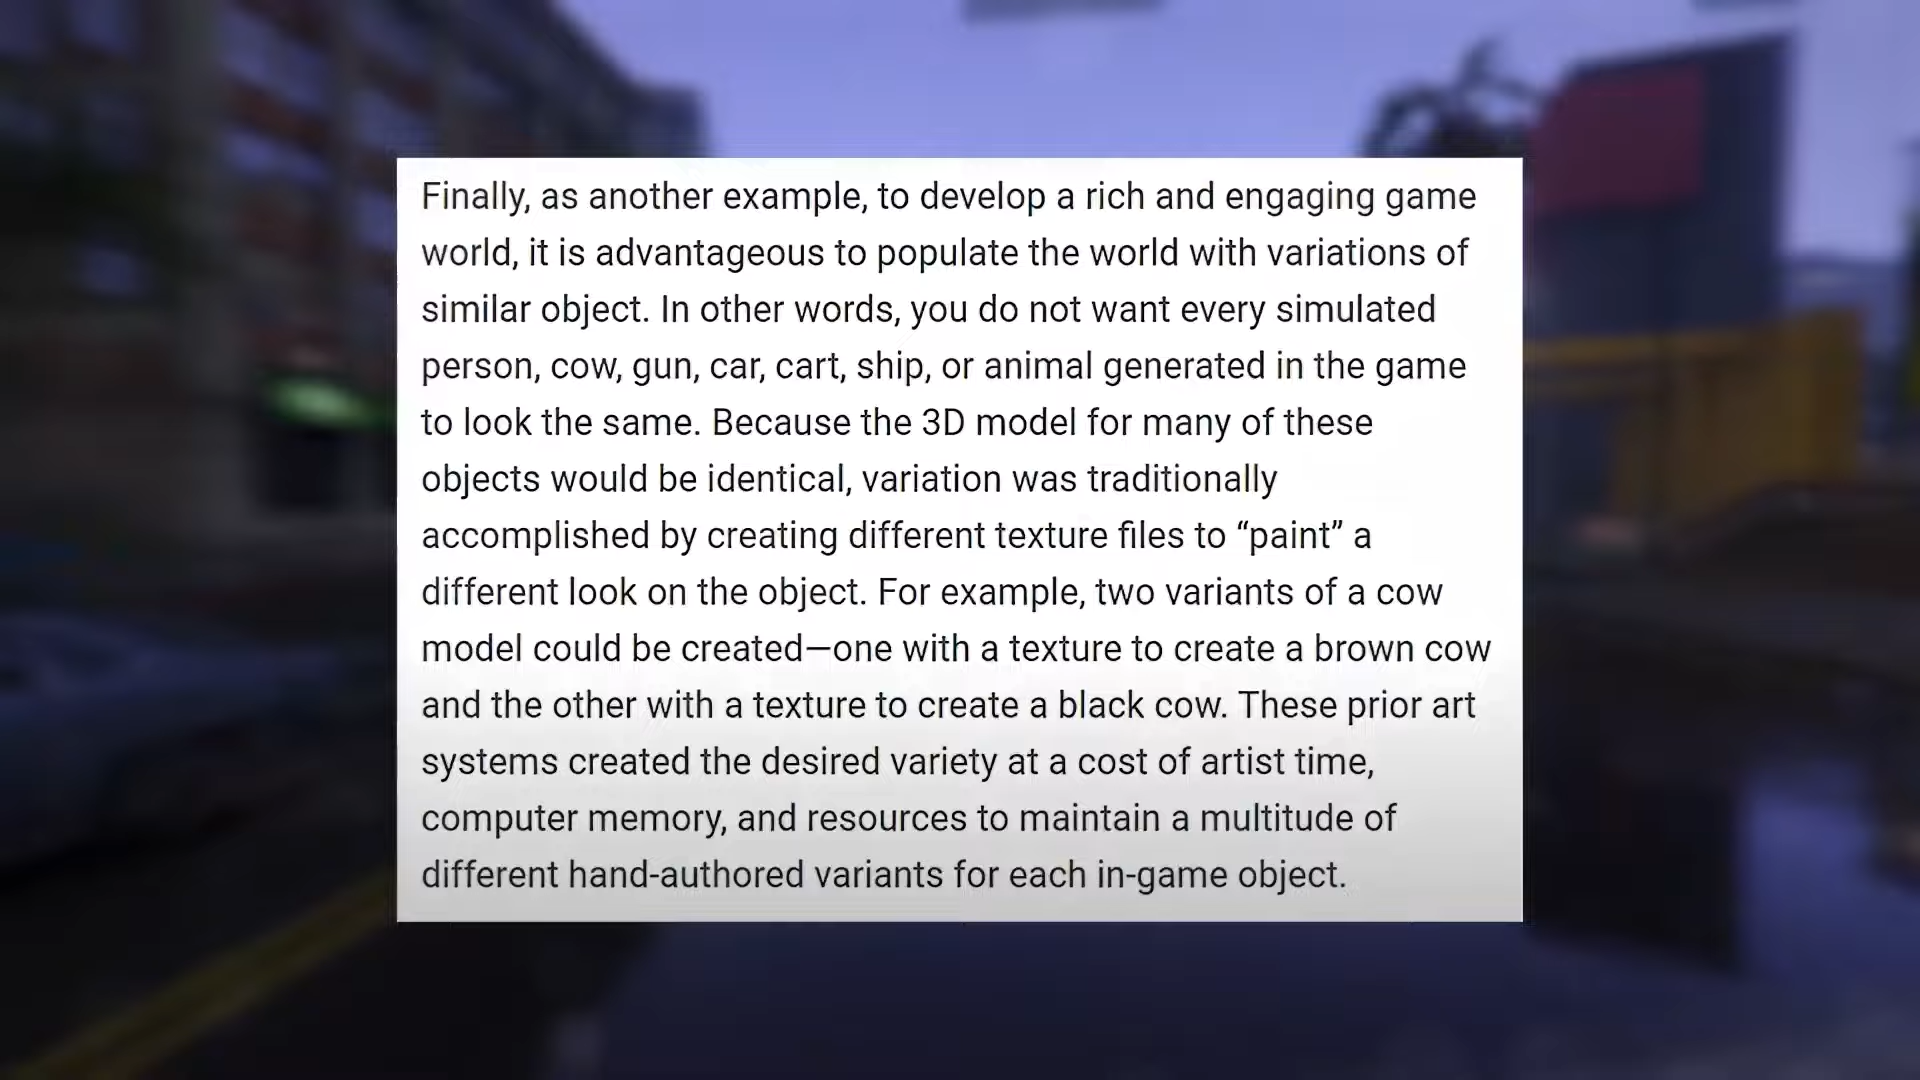 Finally, as another example, to develop a rich and engaging game
world, it is advantageous to populate the world with variations of
similar object. In other words, you do not want every simulated
person, cow, gun, car, cart, ship, or animal generated in the game
to look the same. Because the 3D model for many of these
objects would be identical, variation was traditionally
accomplished by creating different texture files to “paint” a
different look on the object. For example, two variants of a cow
model could be created—one with a texture to create a brown cow
and the other with a texture to create a black cow. These prior art
systems created the desired variety at a cost of artist time,
computer memory, and resources to maintain a multitude of
different hand-authored variants for each in-game object.